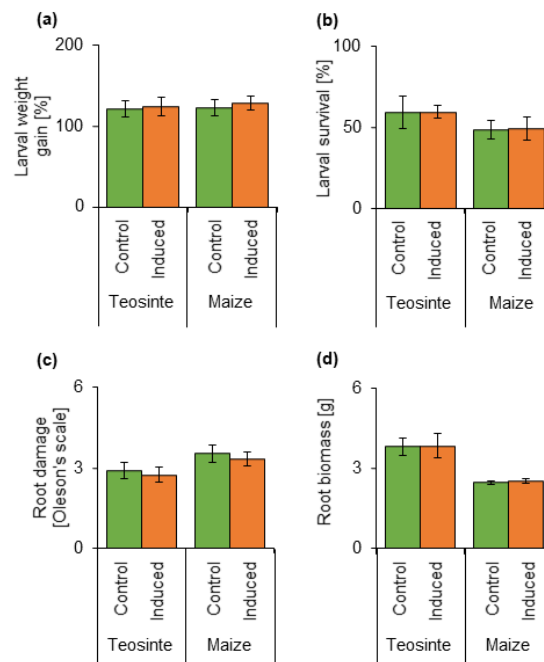 (a)
Larval weight
gain [%]
200
100
0
Control
Induced
Control
Induced
Teosinte
Maize
(b)
Larval survival [%]
100
50
0
Control
Induced
Control
Induced
Teosinte
Maize
(c)
Root damage
[Oleson's scale]
6
3
0
Control
Induced
Control
Induced
Teosinte
Maize
(d)
Root biomass [g]
6
3
0
Control
Induced
Control
Induced
Teosinte
Maize